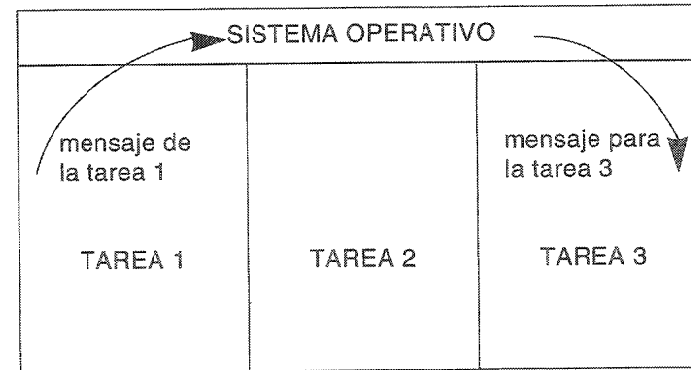 SISTEMA OPERATIVO
mensaje de
la tarea 1
mensaje para
la tarea 3
TAREA 1
TAREA 2
TAREA 3